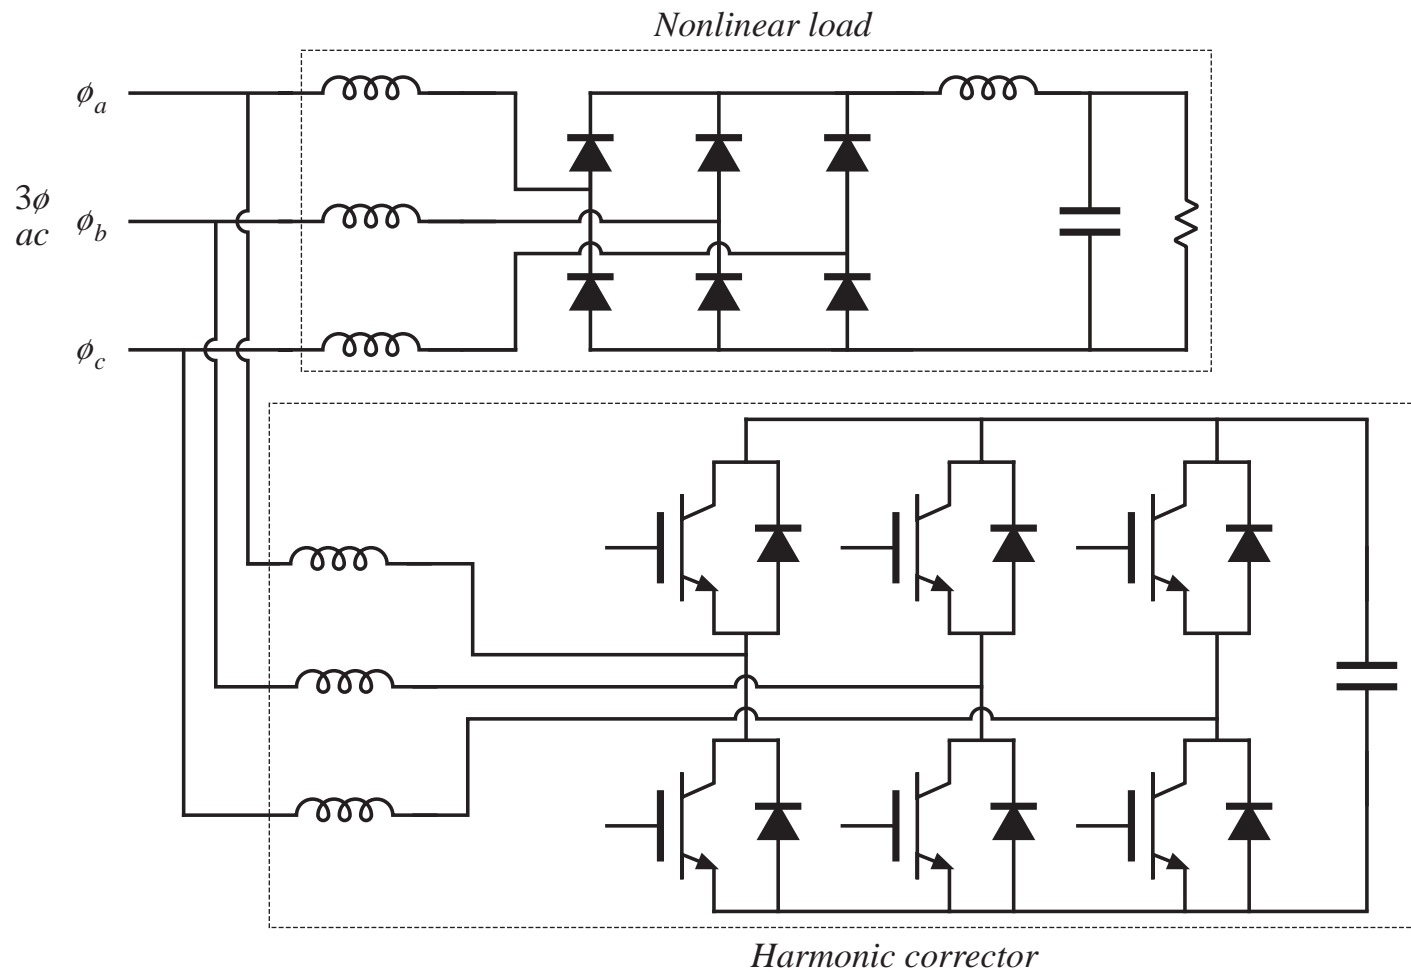 Nonlinear load
ϕa
3ϕ
ac
ϕb
ϕc
Harmonic corrector